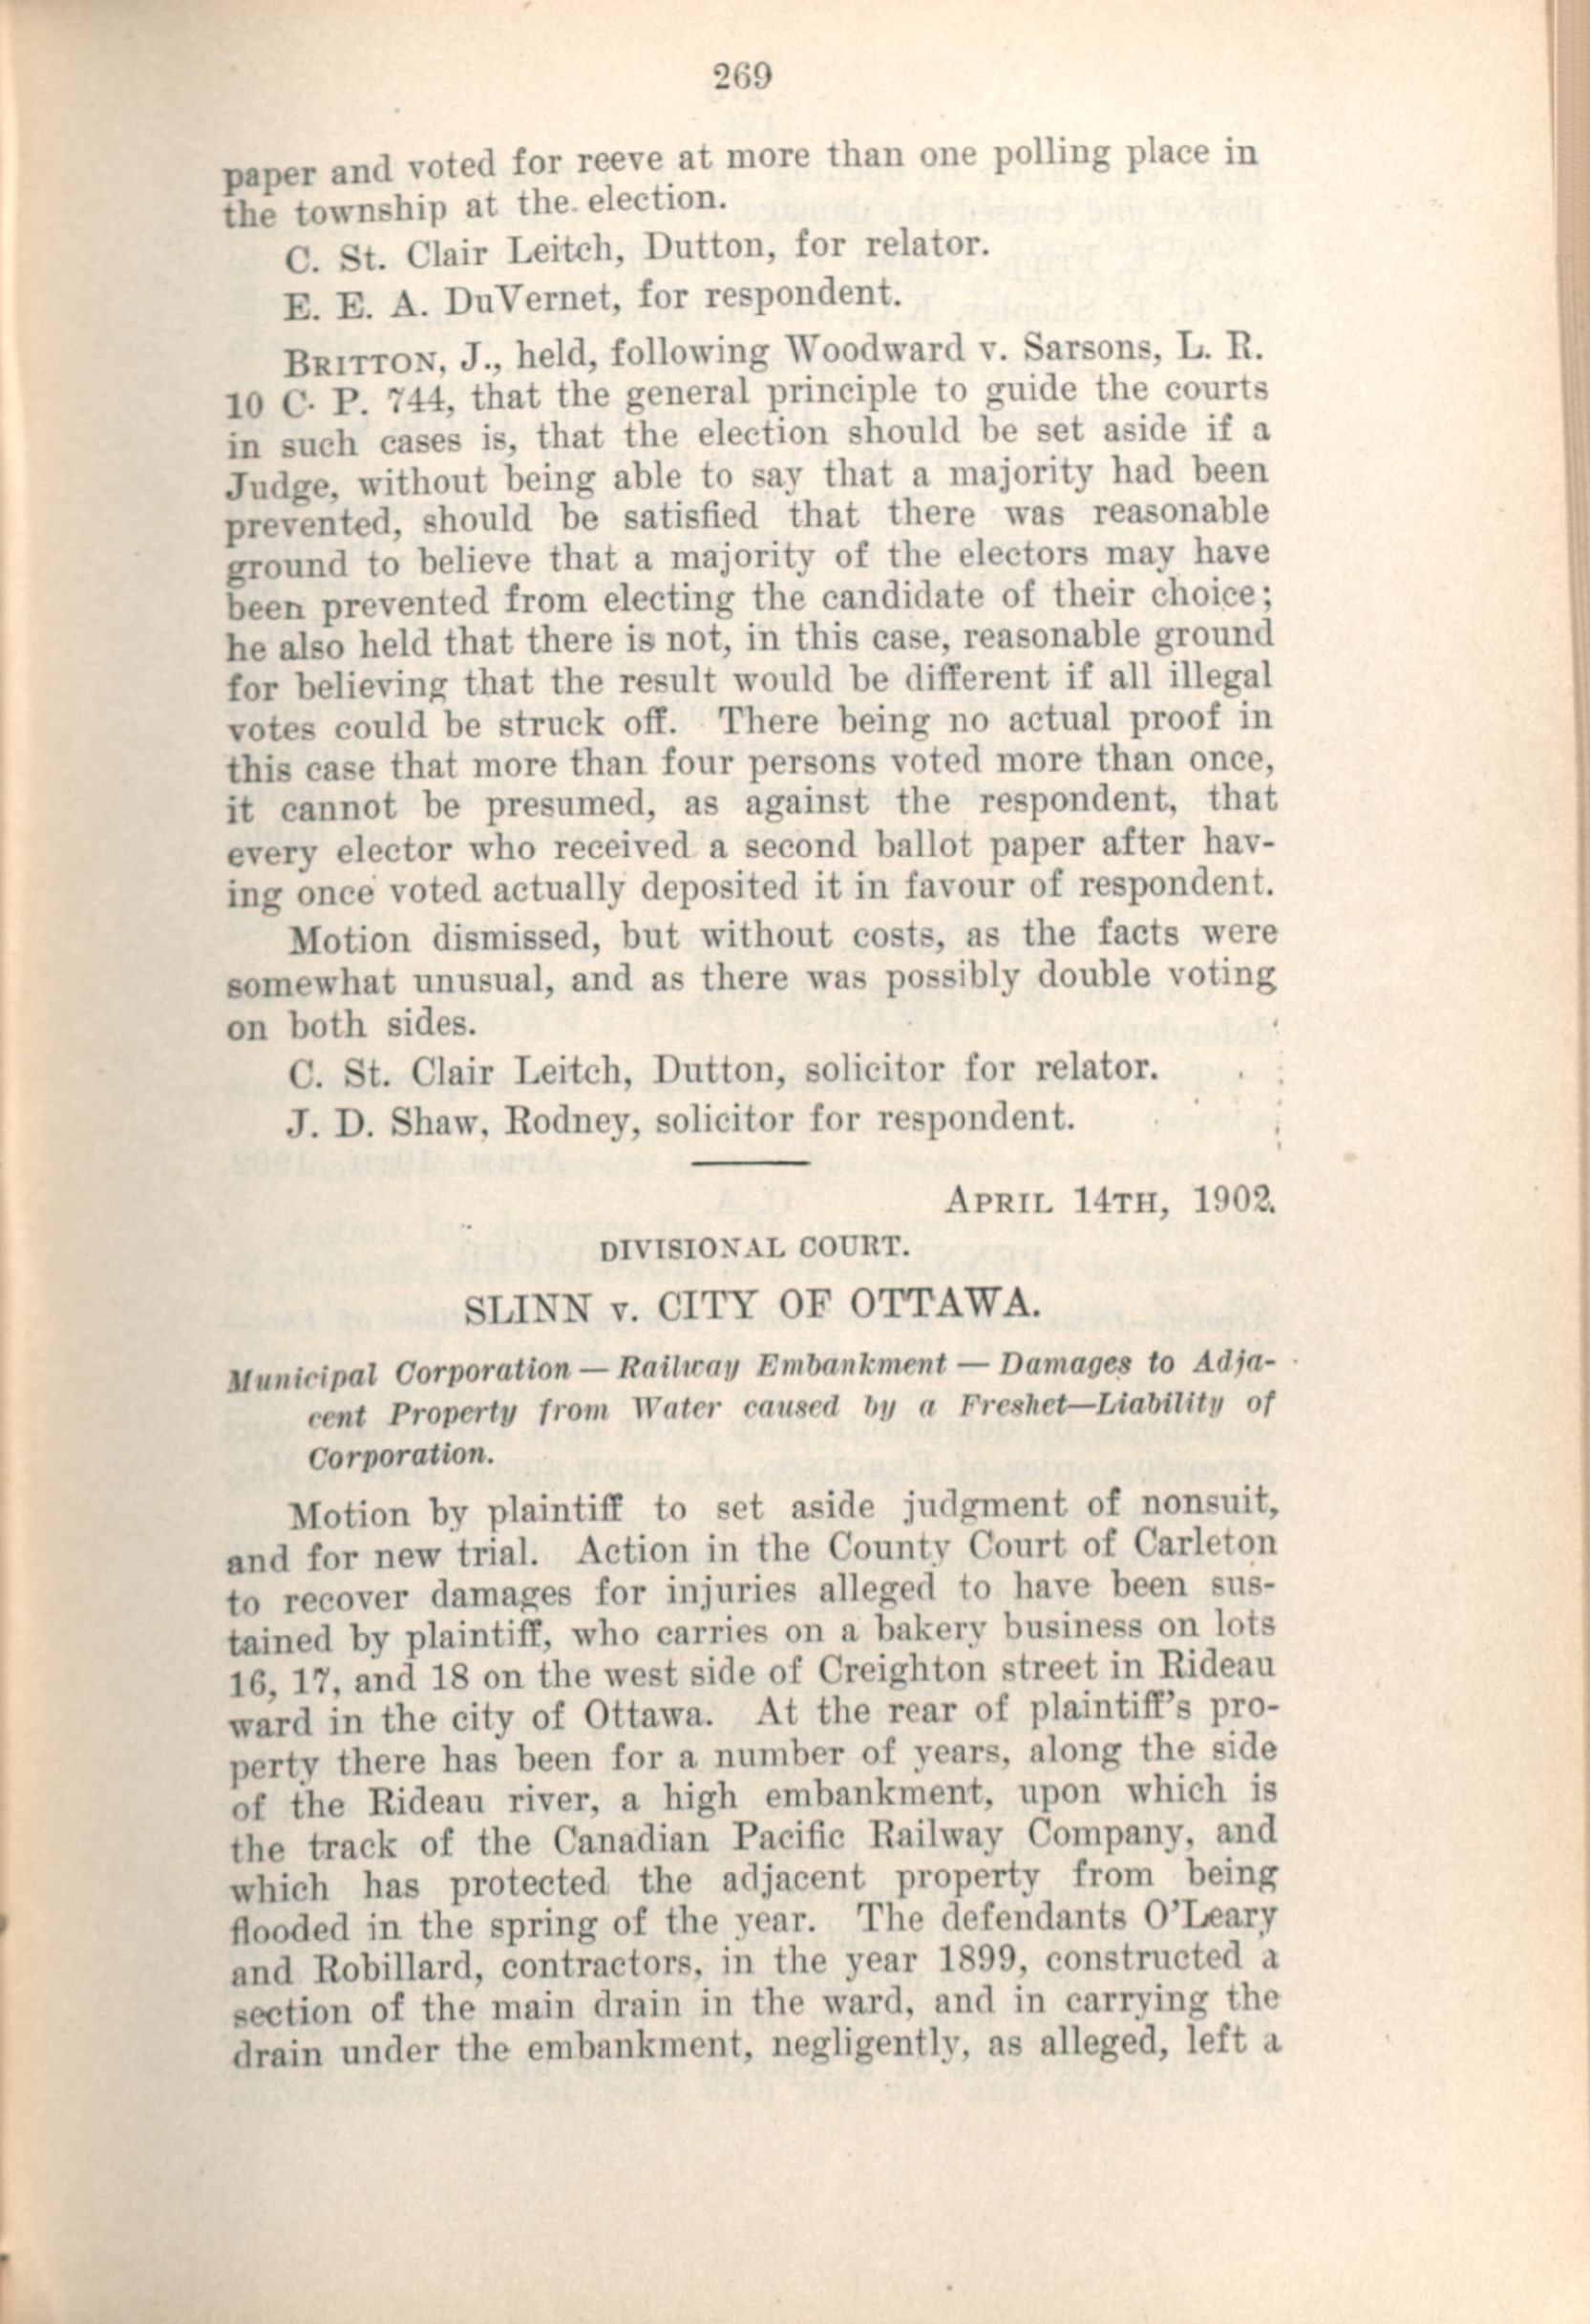 269
paper and voted for reeve at more than one polling place in
the township at the. election.
C. St. Clair Leitch, Dutton, for relator.
E. E. A. DuVernet, for respondent.
BRITTON, J., held, following Woodward v. Sarsons, L. R.
10 C. P. 744, that the general principle to guide the courts
in such cases is, that the election should be set aside if a
Judge, without being able to say that a majority had been
prevented, should be satisfied that there was reasonable
ground to believe that a majority of the electors may have
been prevented from electing the candidate of their choice;
he also held that there is not, in this case, reasonable ground
for believing that the result would be different if all illegal
votes could be struck off. There being no actual proof in
this case that more than four persons voted more than once,
it cannot be presumed, as against the respondent, that
every elector who received a second ballot paper after hav-
ing once voted actually deposited it in favour of respondent.
Motion dismissed, but without costs, as the facts were
somewhat unusual, and as there was possibly double voting
on both sides.
C. St. Clair Leitch, Dutton, solicitor for relator.
J. D. Shaw, Rodney, solicitor for respondent.
APRIL 14TH, 1902.
DIVISIONAL COURT.
SLINN v. CITY OF OTTAWA.
Municipal Corporation — Railway Embankment — Damages to Adja-
cent Property from Water caused by a Freshet—Liability of
Corporation.
Motion by plaintiff to set aside judgment of nonsuit,
and for new trial. Action in the County Court of Carleton
to recover damages for injuries alleged to have been sus-
tained by plaintiff, who carries on a bakery business on lots
16, 17, and 18 on the west side of Creighton street in Rideau
ward in the city of Ottawa. At the rear of plaintiff's pro-
perty there has been for a number of years, along the side
of the Rideau river, a high embankment, upon which is
the track of the Canadian Pacific Railway Company, and
which has protected the adjacent property from being
flooded in the spring of the year. The defendants O'Leary
and Robillard, contractors, in the year 1899, constructed a
section of the main drain in the ward, and in carrying the
drain under the embankment, negligently, as alleged, left a